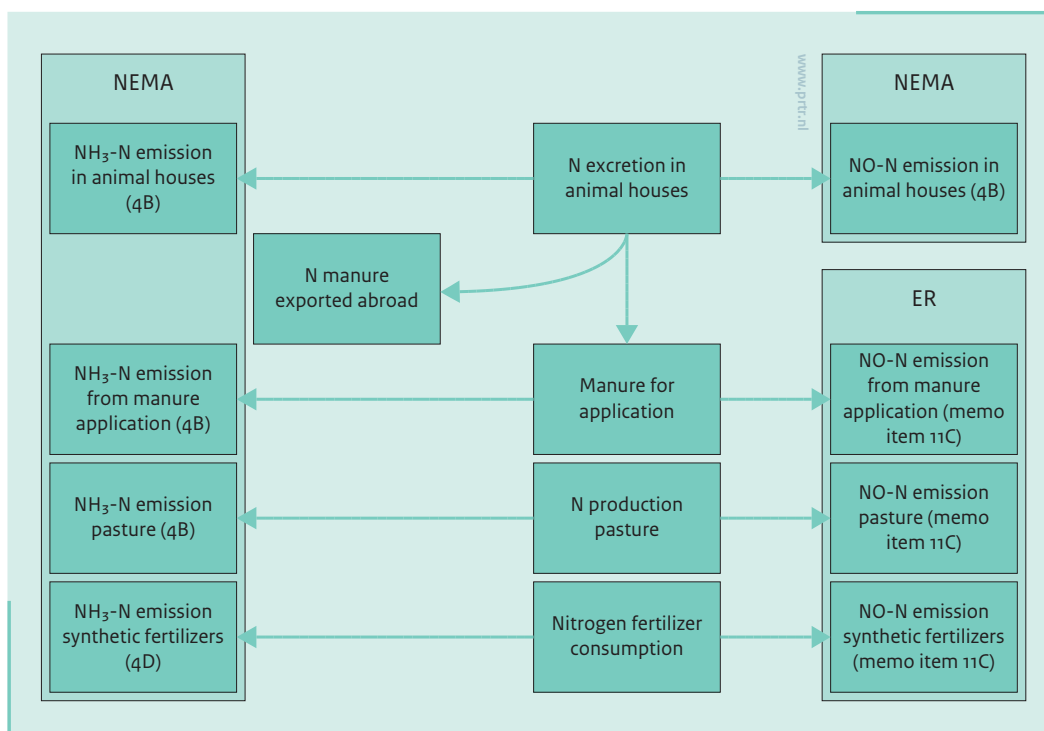 NEMA
NH₃-N emission
in animal houses
(4B)
N manure
exported abroad
NH₃-N emission
from manure
application (4B)
NH₃-N emission
pasture (4B)
NH₃-N emission
synthetic fertilizers
(4D)
N excretion in
animal houses
Manure for
application
N production
pasture
Nitrogen fertilizer
consumption
www.prtr.nl
NEMA
NO-N emission in
animal houses (4B)
ER
NO-N emission
from manure
application (memo
item 11C)
NO-N emission
pasture (memo
item 11C)
NO-N emission
synthetic fertilizers
(memo item 11C)